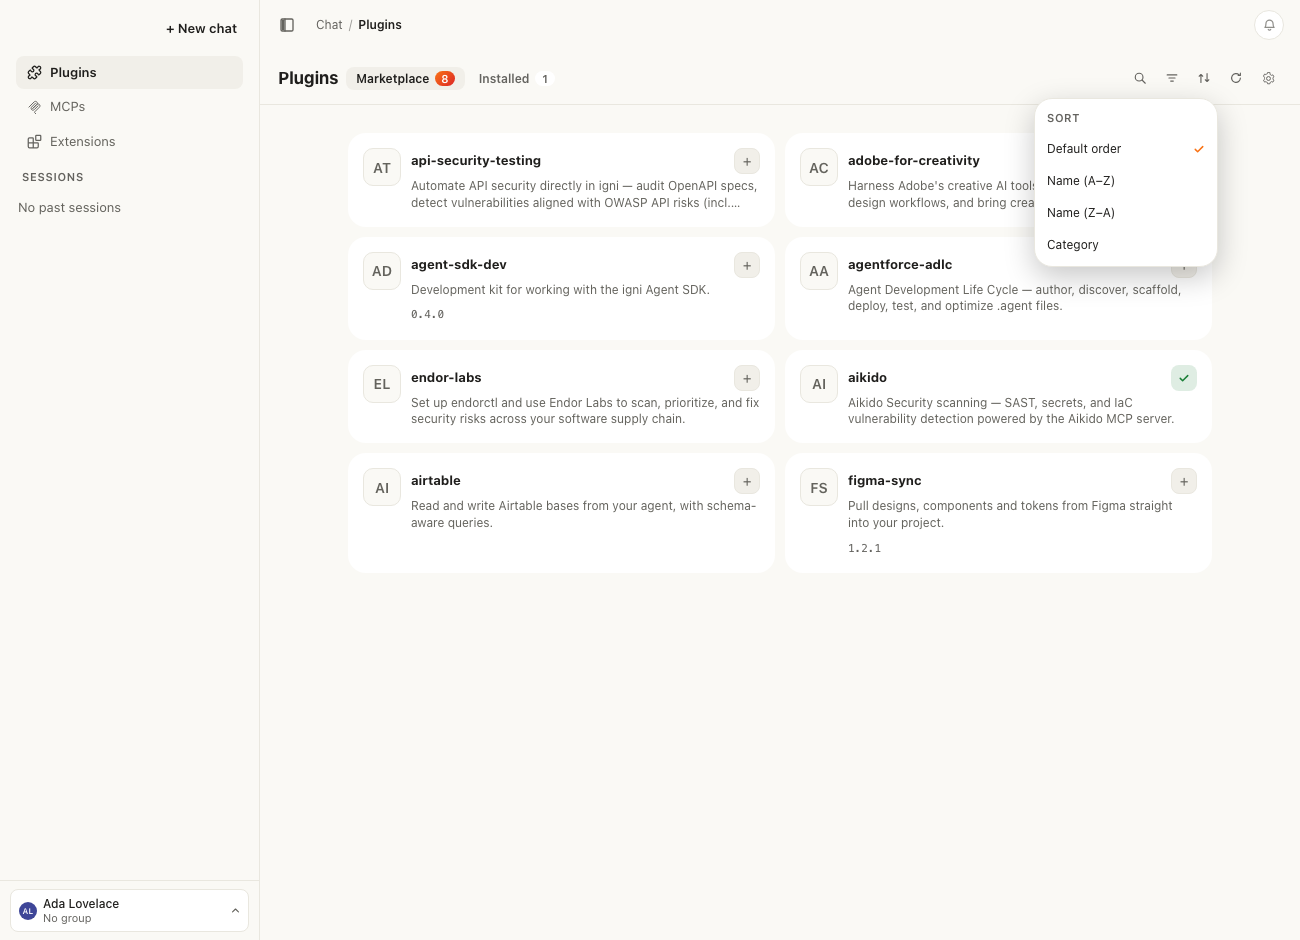 + New chat
Plugins
MCPs
Extensions
SESSIONS
No past sessions
Ada Lovelace
AL
No group
Chat / Plugins
Plugins
Marketplace 8
Installed 1
SORT
Default order
Name (A–Z)
Name (Z–A)
Category
AT
api-security-testing
Automate API security directly in igni — audit OpenAPI specs,
detect vulnerabilities aligned with OWASP API risks (incl....
AC
adobe-for-creativity
Harness Adobe's creative AI tools
design workflows, and bring
AD
agent-sdk-dev
Development kit for working with the igni Agent SDK.
0.4.0
AA
agentforce-adlc
Agent Development Life Cycle — author, discover, scaffold,
deploy, test, and optimize .agent files.
EL
endor-labs
Set up endorctl and use Endor Labs to scan, prioritize, and fix
security risks across your software supply chain.
AI
aikido
Aikido Security scanning — SAST, secrets, and IaC
vulnerability detection powered by the Aikido MCP server.
AI
airtable
Read and write Airtable bases from your agent, with schema-
aware queries.
FS
figma-sync
Pull designs, components and tokens from Figma straight
into your project.
1.2.1